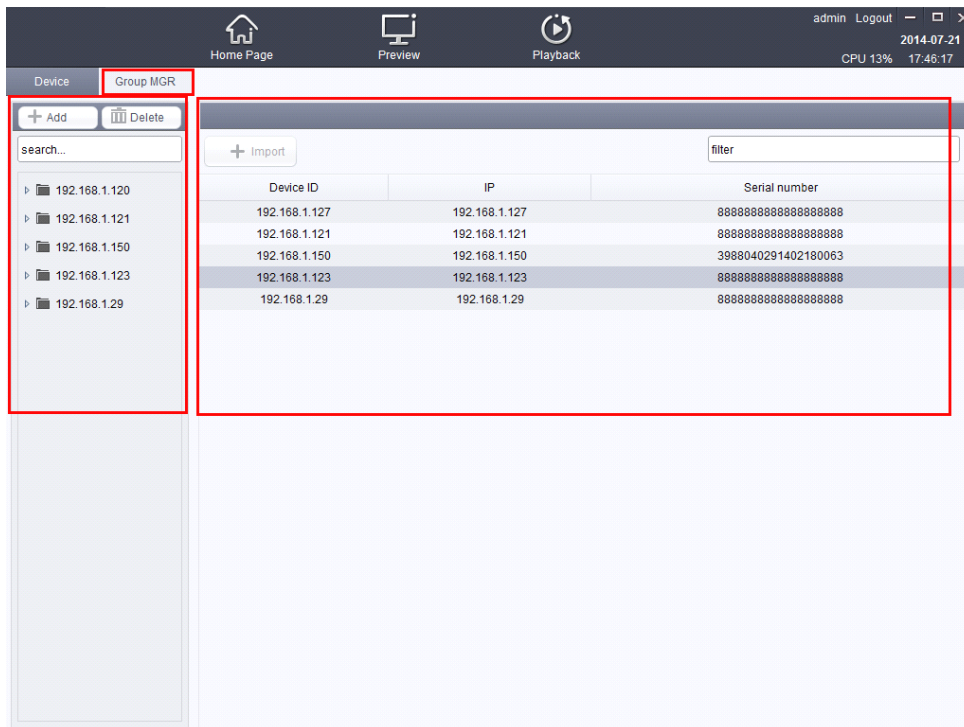 admin Logout
2014-07-21
Home Page Preview Playback
CPU 13% 17:46:17
Device Group MGR
Add Delete
search...
Import filter
Device ID IP Serial number
192.168.1.120
192.168.1.121
192.168.1.150
192.168.1.123
192.168.1.29
192.168.1.127 192.168.1.127 8888888888888888888
192.168.1.121 192.168.1.121 8888888888888888888
192.168.1.150 192.168.1.150 3988040291402180063
192.168.1.123 192.168.1.123 8888888888888888888
192.168.1.29 192.168.1.29 8888888888888888888